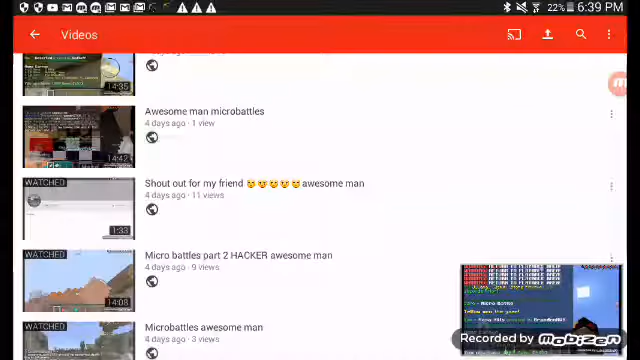 22% 6:39 PM
Videos
14:35
Awesome man microbattles
4 days ago · 1 view
14:42
WATCHED
Shout out for my friend 😊😊😊😊😊awesome man
4 days ago · 11 views
1:33
WATCHED
Micro battles part 2 HACKER awesome man
4 days ago · 9 views
14:08
WATCHED
Microbattles awesome man
4 days ago · 3 views
Recorded by
mobizen